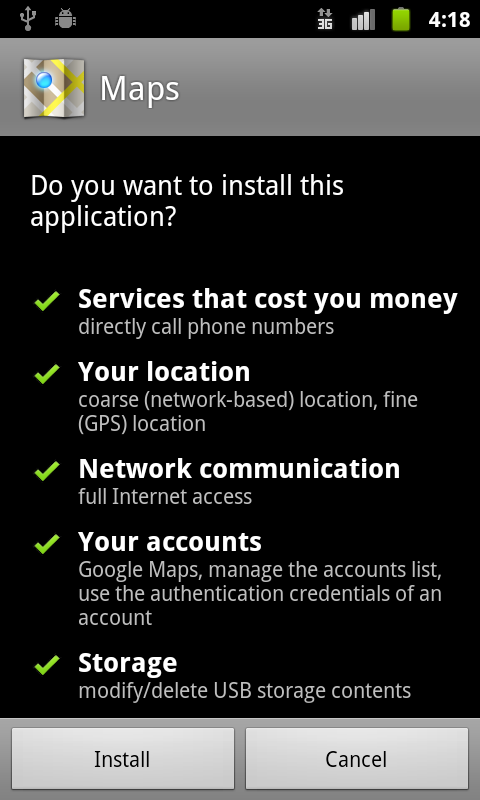 3G
4:18
Maps
Do you want to install this
application?
Services that cost you money
directly call phone numbers
Your location
coarse (network-based) location, fine
(GPS) location
Network communication
full Internet access
Your accounts
Google Maps, manage the accounts list,
use the authentication credentials of an
account
Storage
modify/delete USB storage contents
Install
Cancel